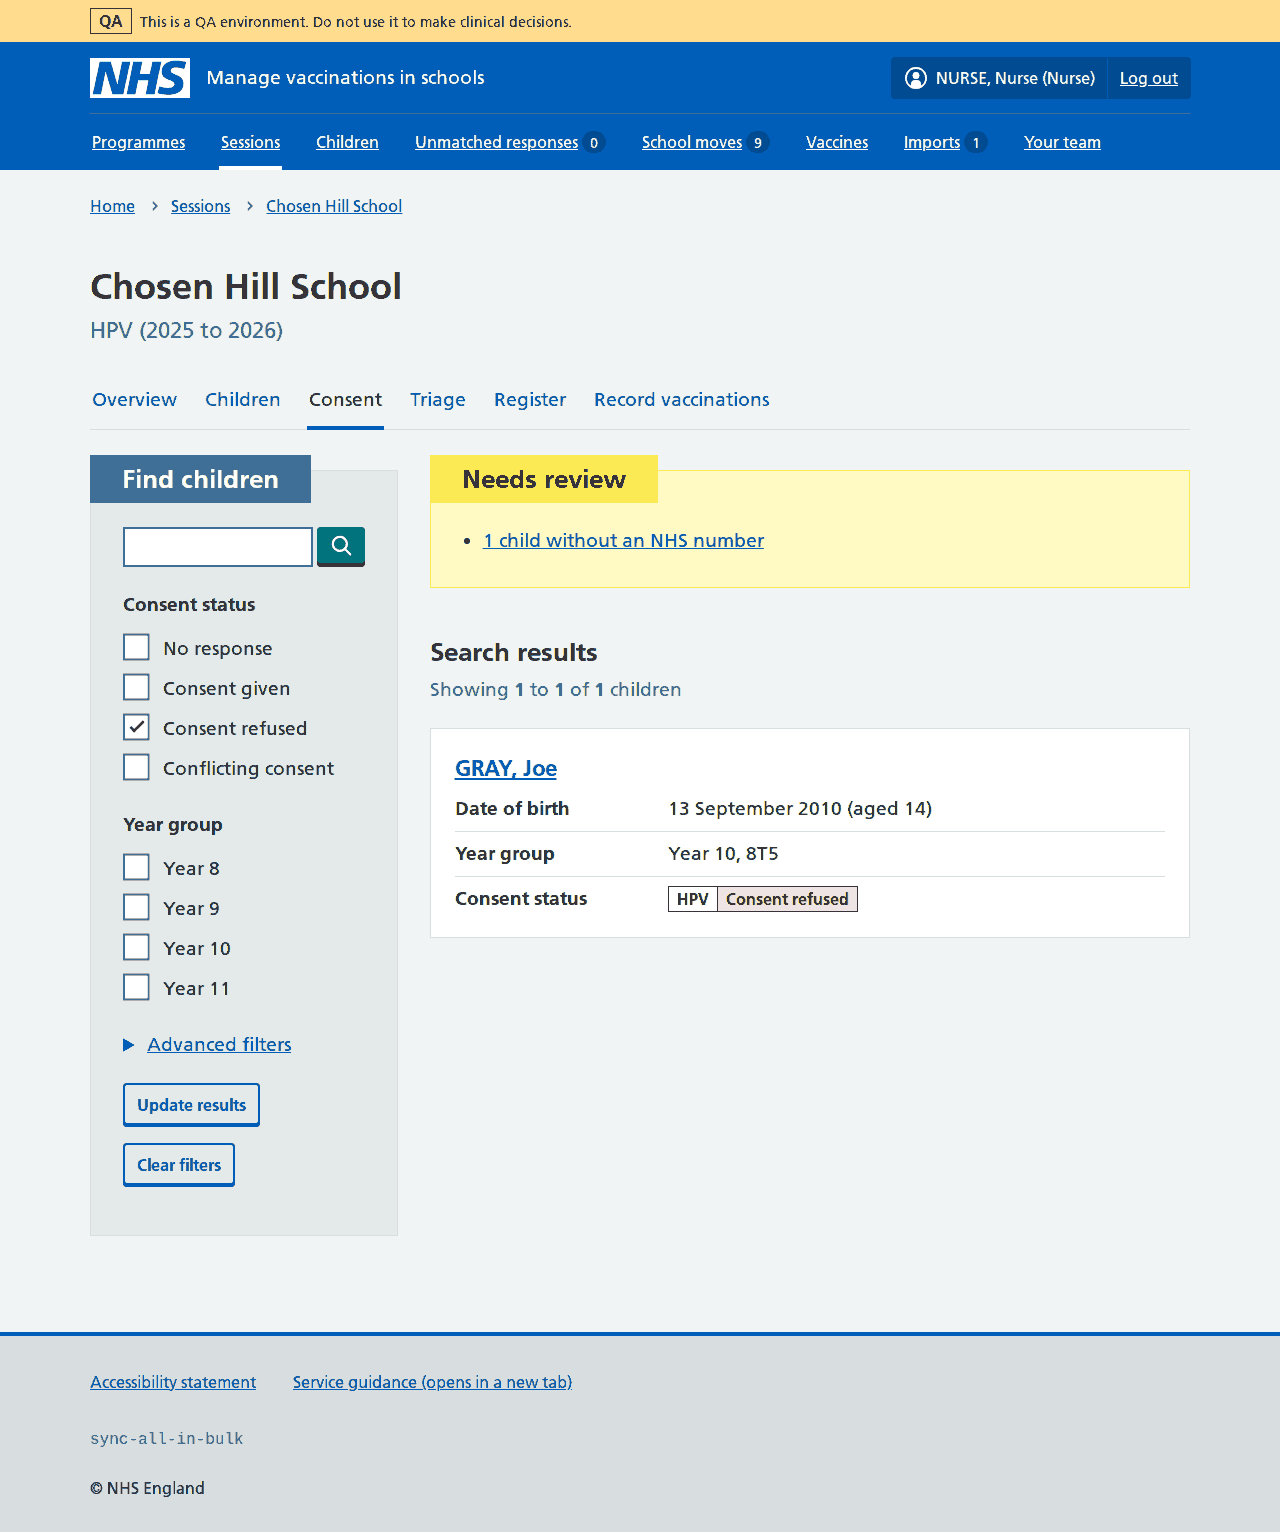 QA This is a QA environment. Do not use it to make clinical decisions.
NHS Manage vaccinations in schools NURSE, Nurse (Nurse) Log out
Programmes Sessions Children Unmatched responses 0 School moves 9 Vaccines Imports 1 Your team
Home Sessions Chosen Hill School
Chosen Hill School
HPV (2025 to 2026)
Overview Children Consent Triage Register Record vaccinations
Find children
Consent status
No response
Consent given
Consent refused
Conflicting consent
Year group
Year 8
Year 9
Year 10
Year 11
Advanced filters
Update results
Clear filters
Needs review
1 child without an NHS number
Search results
Showing 1 to 1 of 1 children
GRAY, Joe
Date of birth 13 September 2010 (aged 14)
Year group Year 10, 8T5
Consent status HPV Consent refused
Accessibility statement Service guidance (opens in a new tab)
sync-all-in-bulk
© NHS England